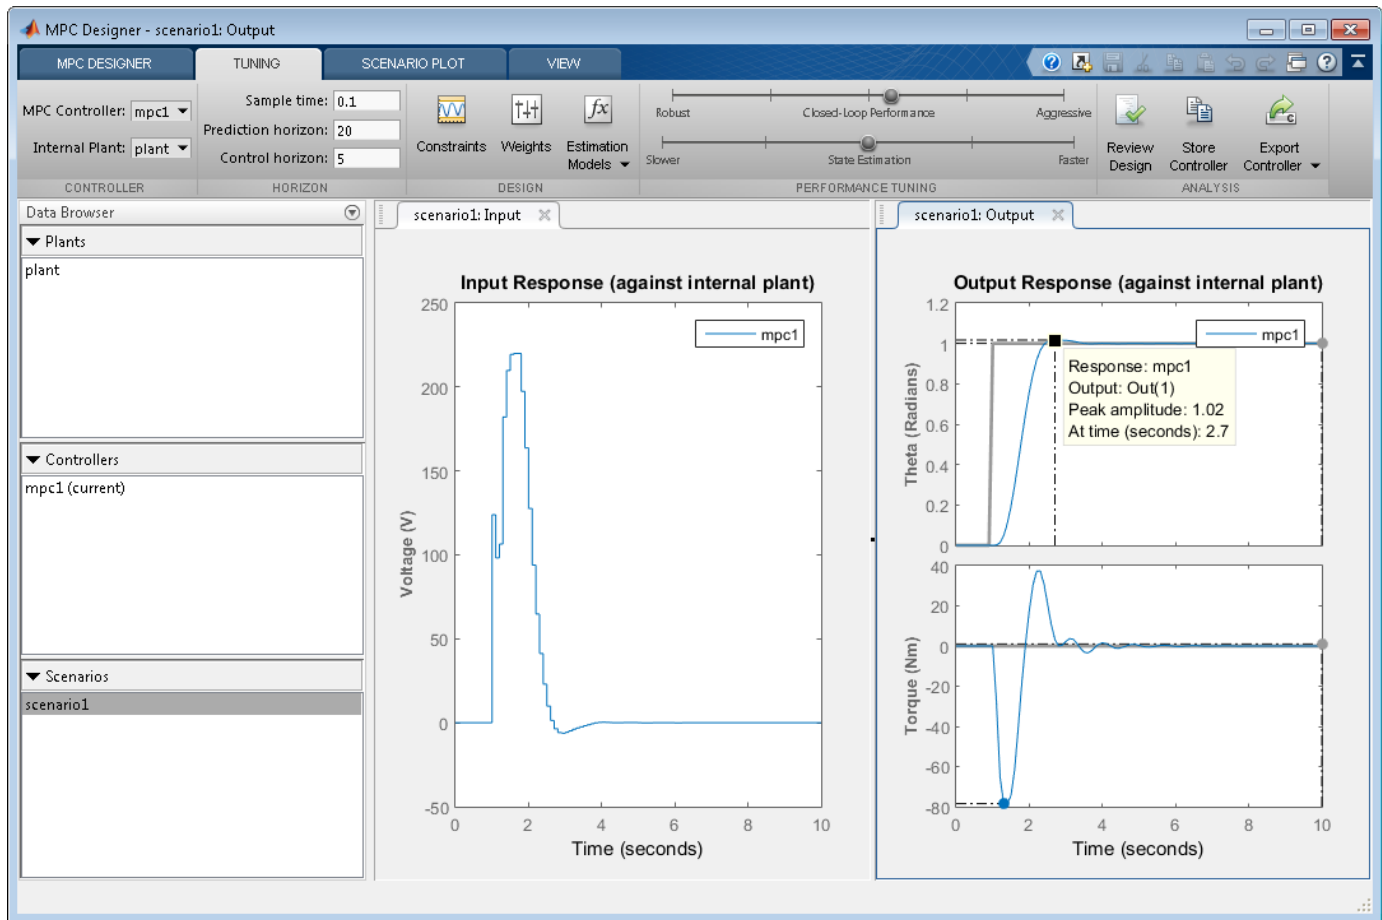 MPC Designer - scenario1: Output
MPC DESIGNER
TUNING
SCENARIO PLOT
VIEW
MPC Controller: mpc1
Internal Plant: plant
CONTROLLER
Sample time: 0.1
Prediction horizon: 20
Control horizon: 5
HORIZON
Constraints
Weights
fx
Estimation
Models
DESIGN
Robust
Closed-Loop Performance
Aggressive
Slower
State Estimation
Faster
PERFORMANCE TUNING
Review
Design
Store
Controller
Export
Controller
ANALYSIS
Data Browser
Plants
plant
Controllers
mpc1 (current)
Scenarios
scenario1
scenario1: Input
Input Response (against internal plant)
mpc1
Voltage (V)
250
200
150
100
50
0
-50
0 2 4 6 8 10
Time (seconds)
scenario1: Output
Output Response (against internal plant)
mpc1
Response: mpc1
Output: Out(1)
Peak amplitude: 1.02
At time (seconds): 2.7
Theta (Radians)
1.2
1
0.8
0.6
0.4
0.2
0
Torque (Nm)
40
20
0
-20
-40
-60
-80
0 2 4 6 8 10
Time (seconds)